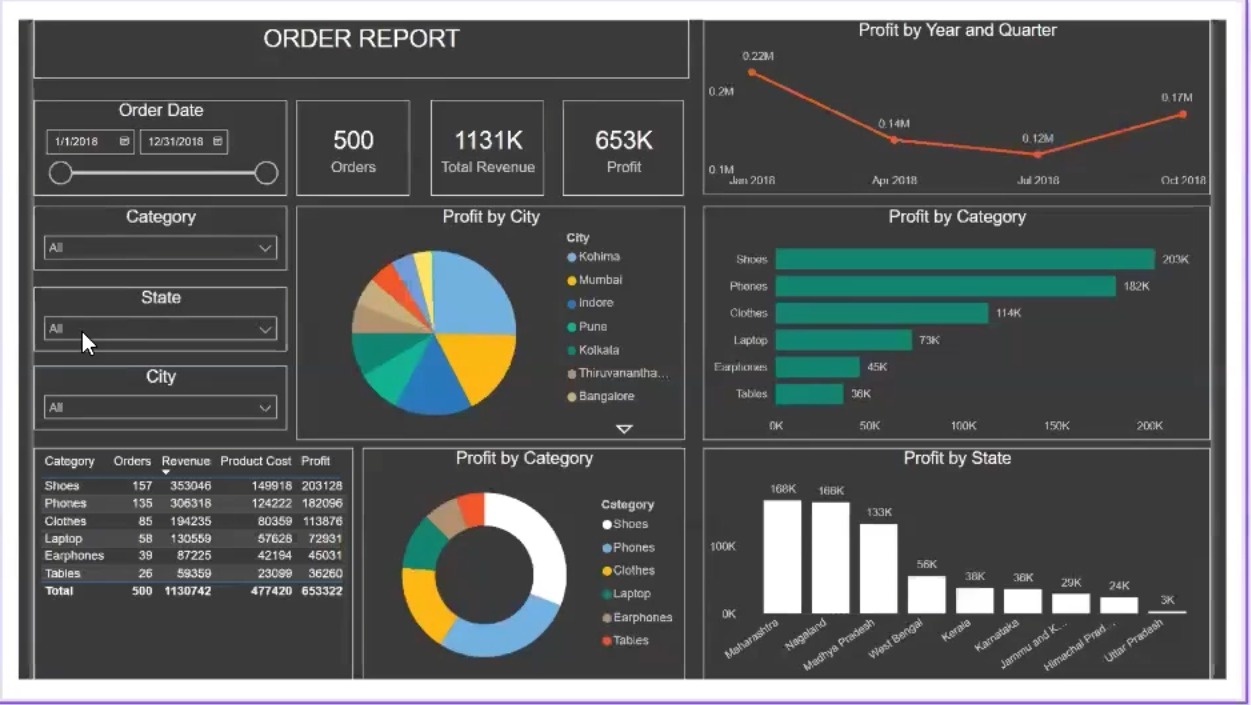 ORDER REPORT
Order Date
1/1/2018 12/31/2018
500
Orders
1131K
Total Revenue
653K
Profit
Profit by Year and Quarter
0.22M
0.2M
0.14M
0.12M
0.17M
0.1M
Jan 2018 Apr 2018 Jul 2018 Oct 2018
Category
All
State
All
City
All
Profit by City
City
Kohima
Mumbai
Indore
Pune
Kolkata
Thiruvanantha...
Bangalore
Profit by Category
Shoes 203K
Phones 182K
Clothes 114K
Laptop 73K
Earphones 45K
Tables 36K
0K 50K 100K 150K 200K
Category Orders Revenue Product Cost Profit
Shoes 157 353046 149918 203128
Phones 135 306318 124222 182096
Clothes 85 194235 80359 113876
Laptop 58 130559 57628 72931
Earphones 39 87225 42194 45031
Tables 26 59359 23099 36260
Total 500 1130742 477420 653322
Profit by Category
Category
Shoes
Phones
Clothes
Laptop
Earphones
Tables
Profit by State
168K 166K 133K 56K 38K 36K 29K 24K 3K
100K
0K
Maharashtra Nagaland Madhya Pradesh West Bengal Kerala Karnataka Jammu and K... Himachal Prad... Uttar Pradesh